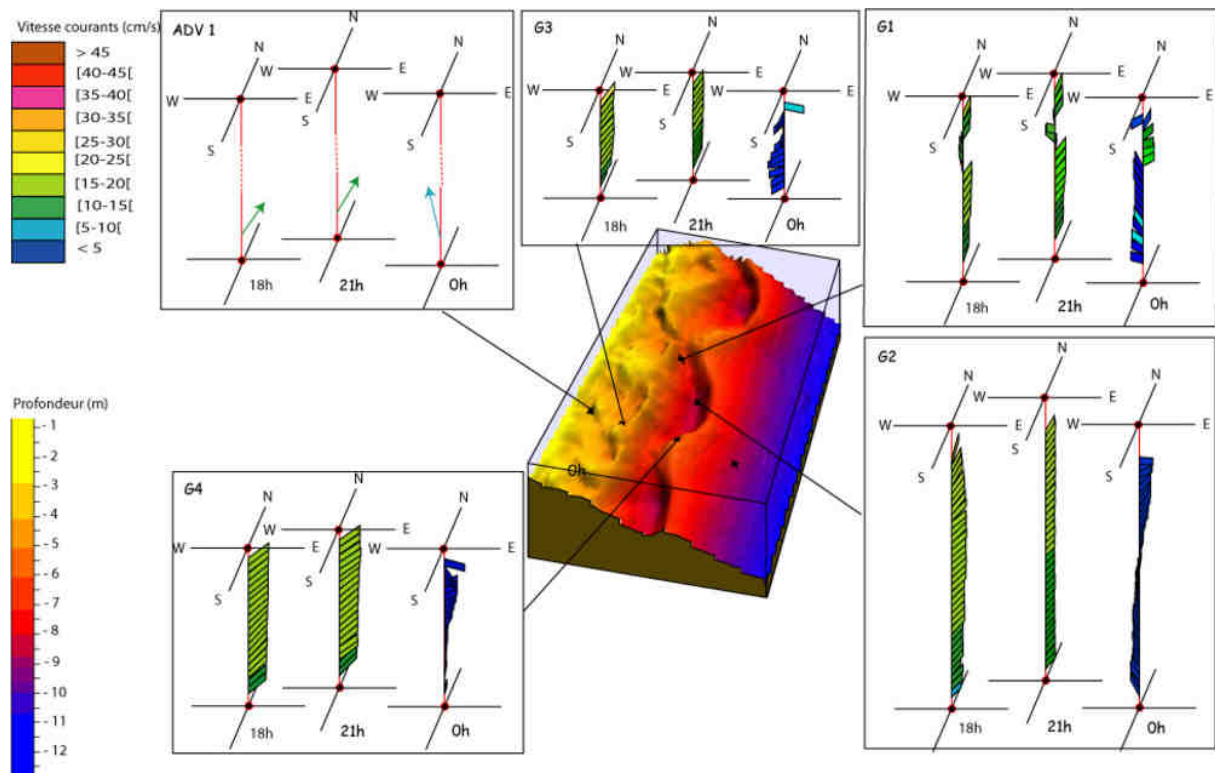 Vitesse courants (cm/s)
> 45
[40-45[
[35-40[
[30-35[
[25-30[
[20-25[
[15-20[
[10-15[
[5-10[
< 5
ADV 1
N
N
N
W
E
W
E
W
E
S
S
S
18h
21h
0h
G3
N
N
N
W
E
W
E
W
E
S
S
S
18h
21h
0h
G1
N
N
N
W
E
W
E
W
E
S
S
S
18h
21h
0h
G2
N
N
N
W
E
W
E
W
E
S
S
S
18h
21h
0h
Profondeur (m)
- 1
- 2
- 3
- 4
- 5
- 6
- 7
- 8
- 9
- 10
- 11
- 12
0h
G4
N
N
N
W
E
W
E
W
E
S
S
S
18h
21h
0h